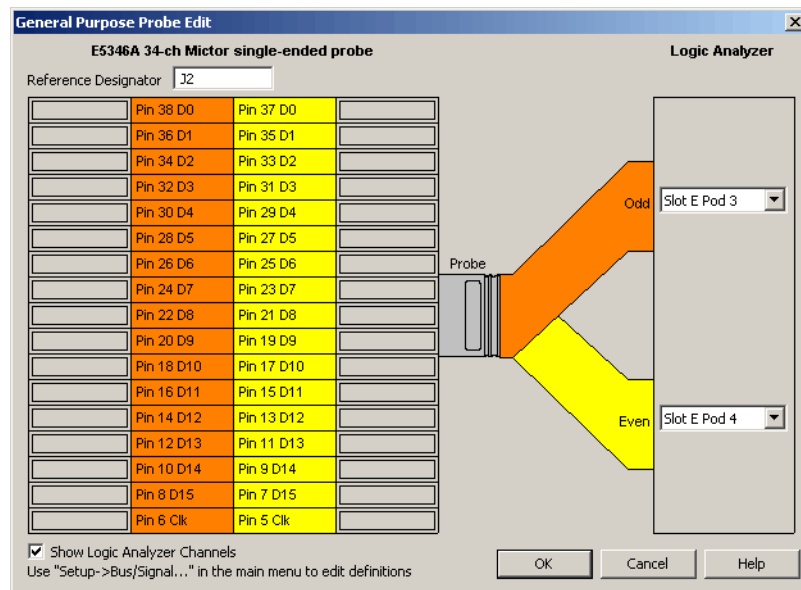 General Purpose Probe Edit
E5346A 34-ch Mictor single-ended probe Logic Analyzer
Reference Designator J2
Pin 38 D0 Pin 37 D0
Pin 36 D1 Pin 35 D1
Pin 34 D2 Pin 33 D2
Pin 32 D3 Pin 31 D3
Odd Slot E Pod 3
Pin 30 D4 Pin 29 D4
Pin 28 D5 Pin 27 D5
Pin 26 D6 Pin 25 D6 Probe
Pin 24 D7 Pin 23 D7
Pin 22 D8 Pin 21 D8
Pin 20 D9 Pin 19 D9
Pin 18 D10 Pin 17 D10
Pin 16 D11 Pin 15 D11
Pin 14 D12 Pin 13 D12 Even Slot E Pod 4
Pin 12 D13 Pin 11 D13
Pin 10 D14 Pin 9 D14
Pin 8 D15 Pin 7 D15
Pin 6 Clk Pin 5 Clk
Show Logic Analyzer Channels
Use "Setup->Bus/Signal..." in the main menu to edit definitions
OK Cancel Help